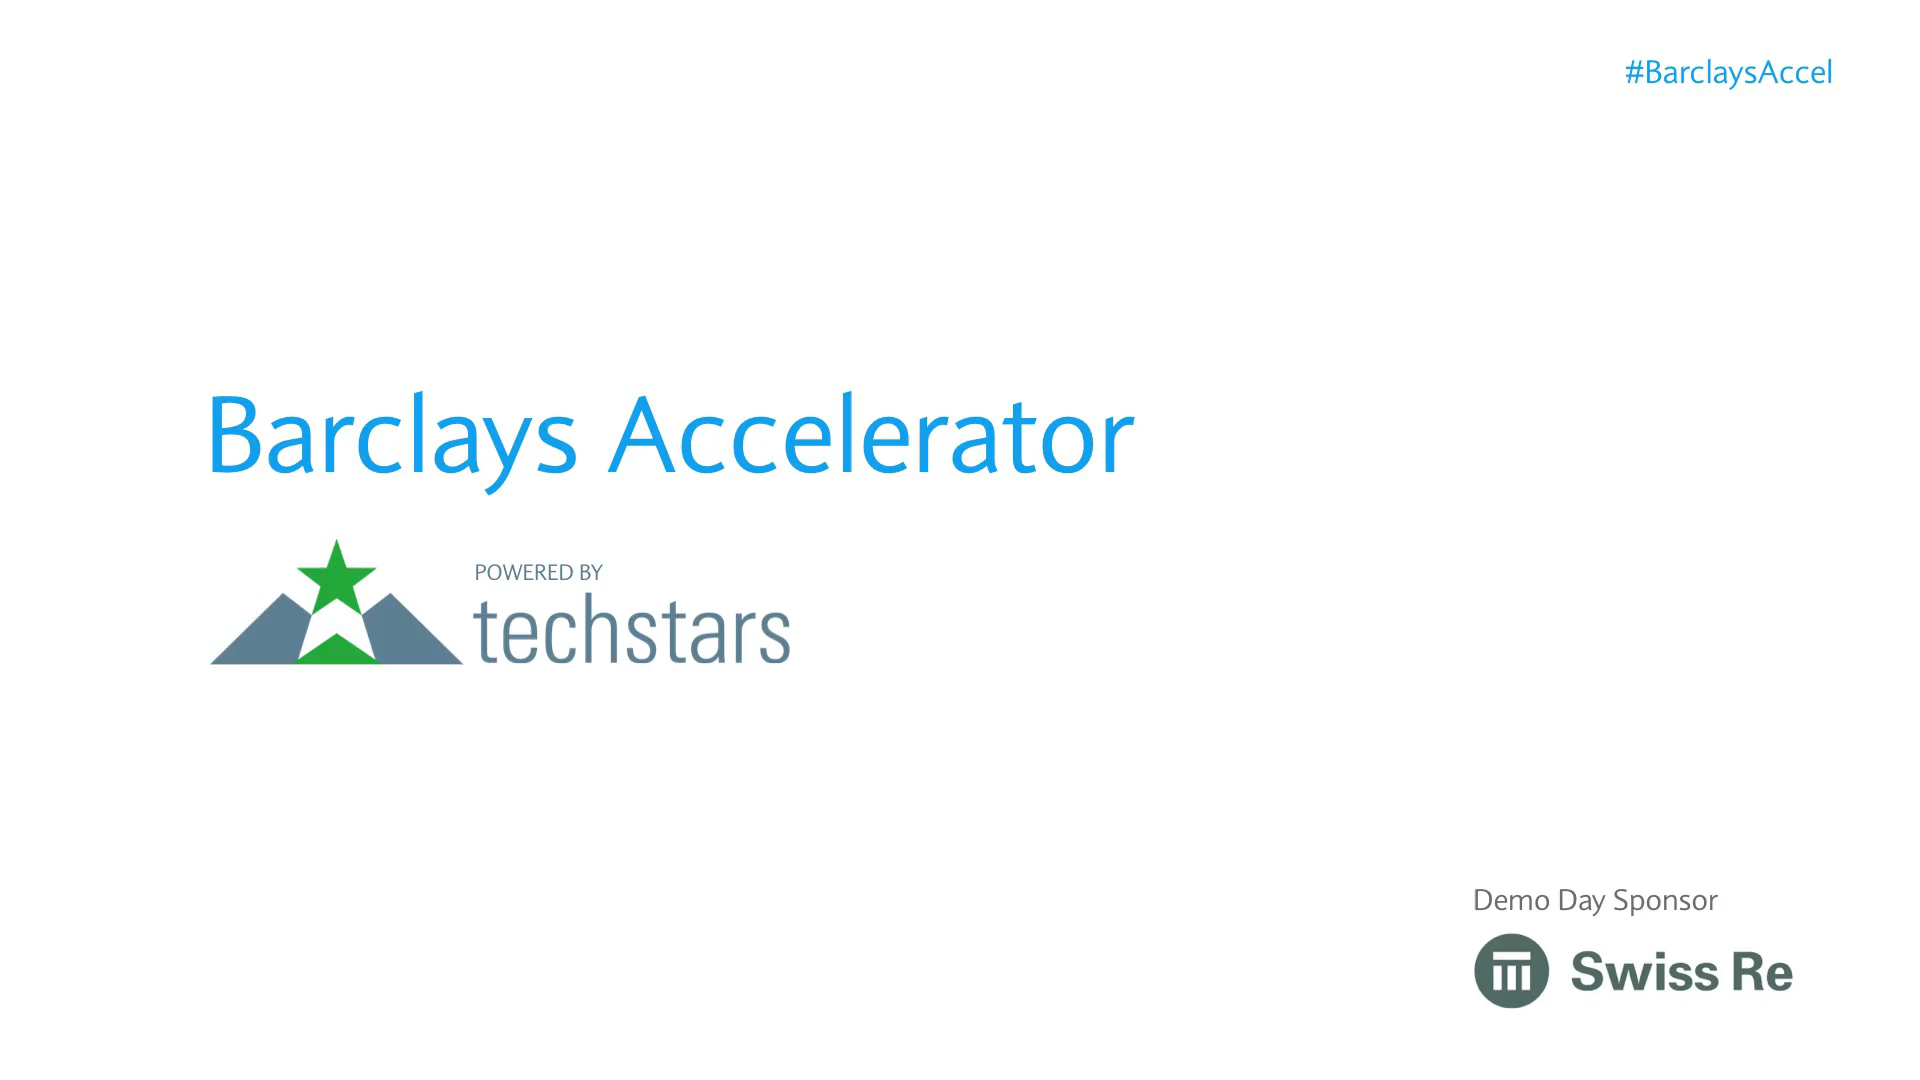 #BarclaysAccel
Barclays Accelerator
POWERED BY
techstars
Demo Day Sponsor
Swiss Re